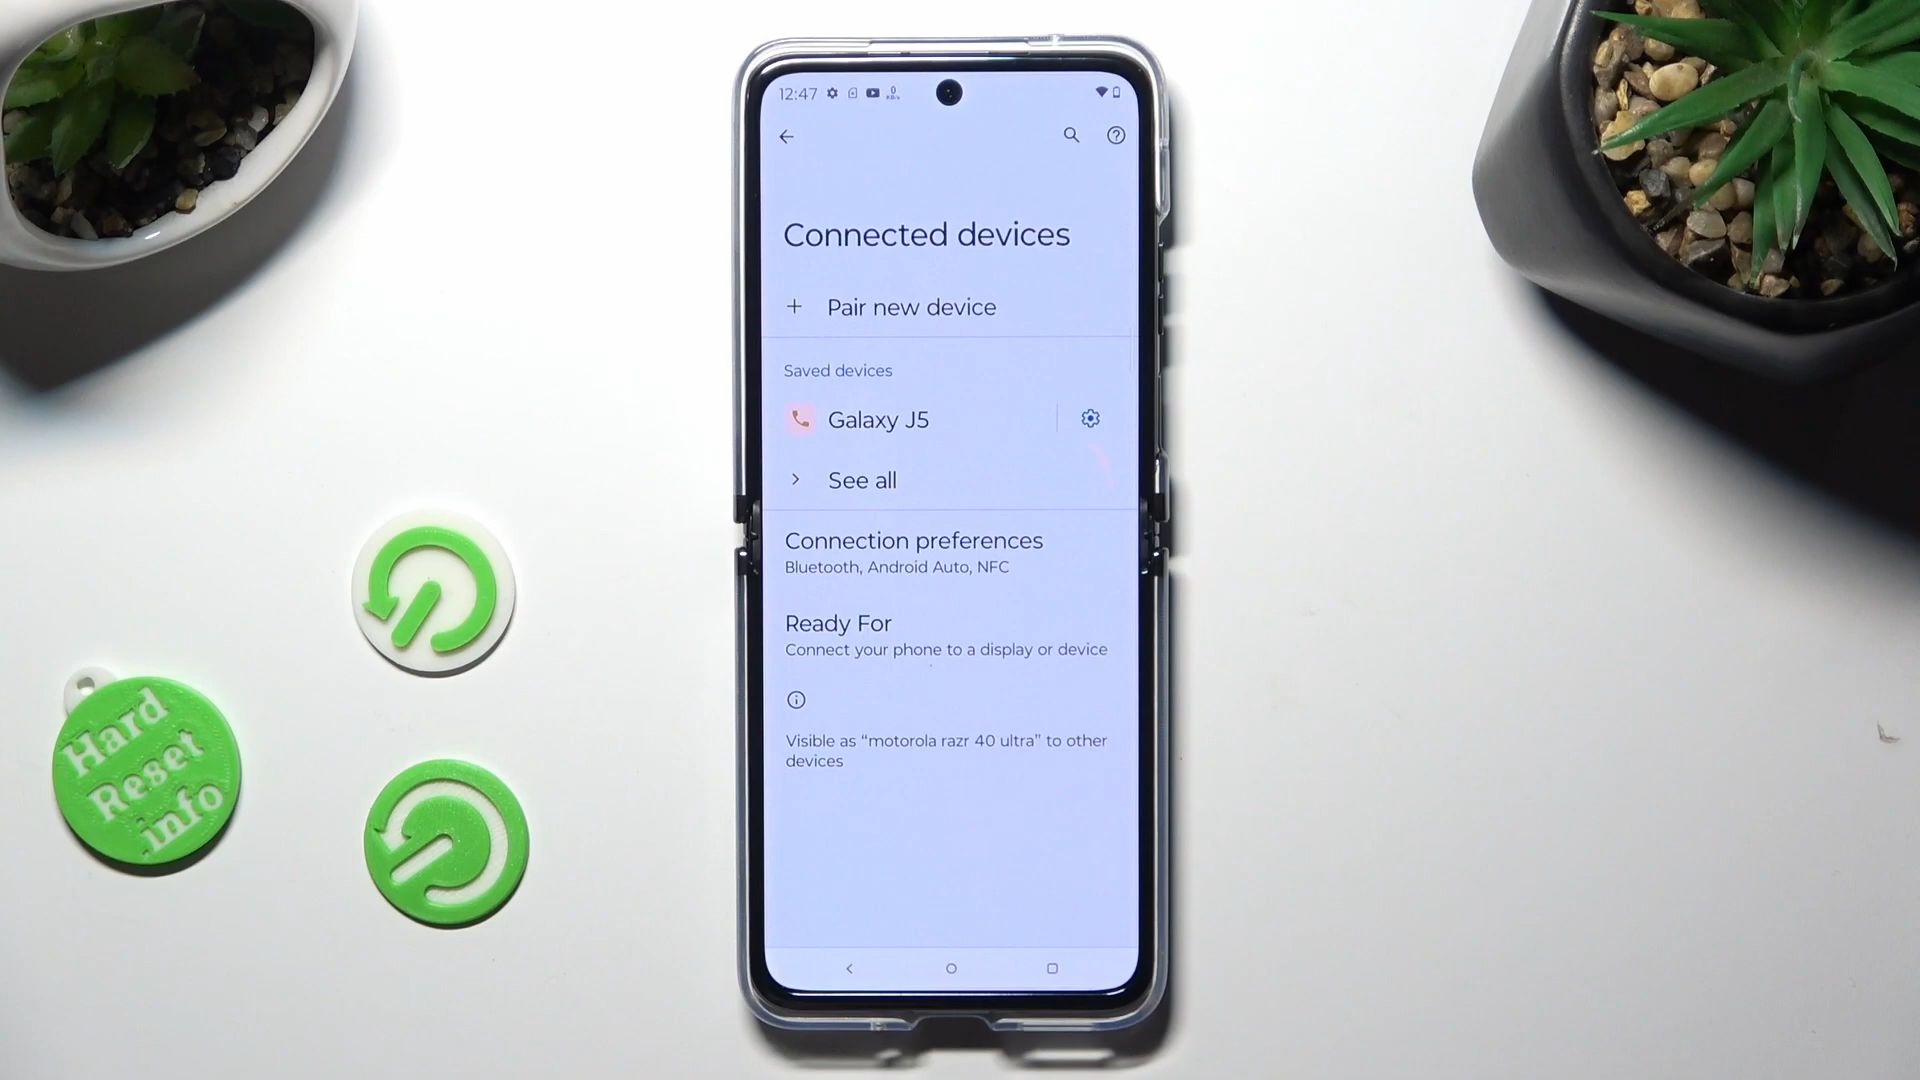 12:47
0
KB/s
Connected devices
+ Pair new device
Saved devices
Galaxy J5
See all
Connection preferences
Bluetooth, Android Auto, NFC
Ready For
Connect your phone to a display or device
Visible as “motorola razr 40 ultra” to other
devices
Hard
Reset
.info